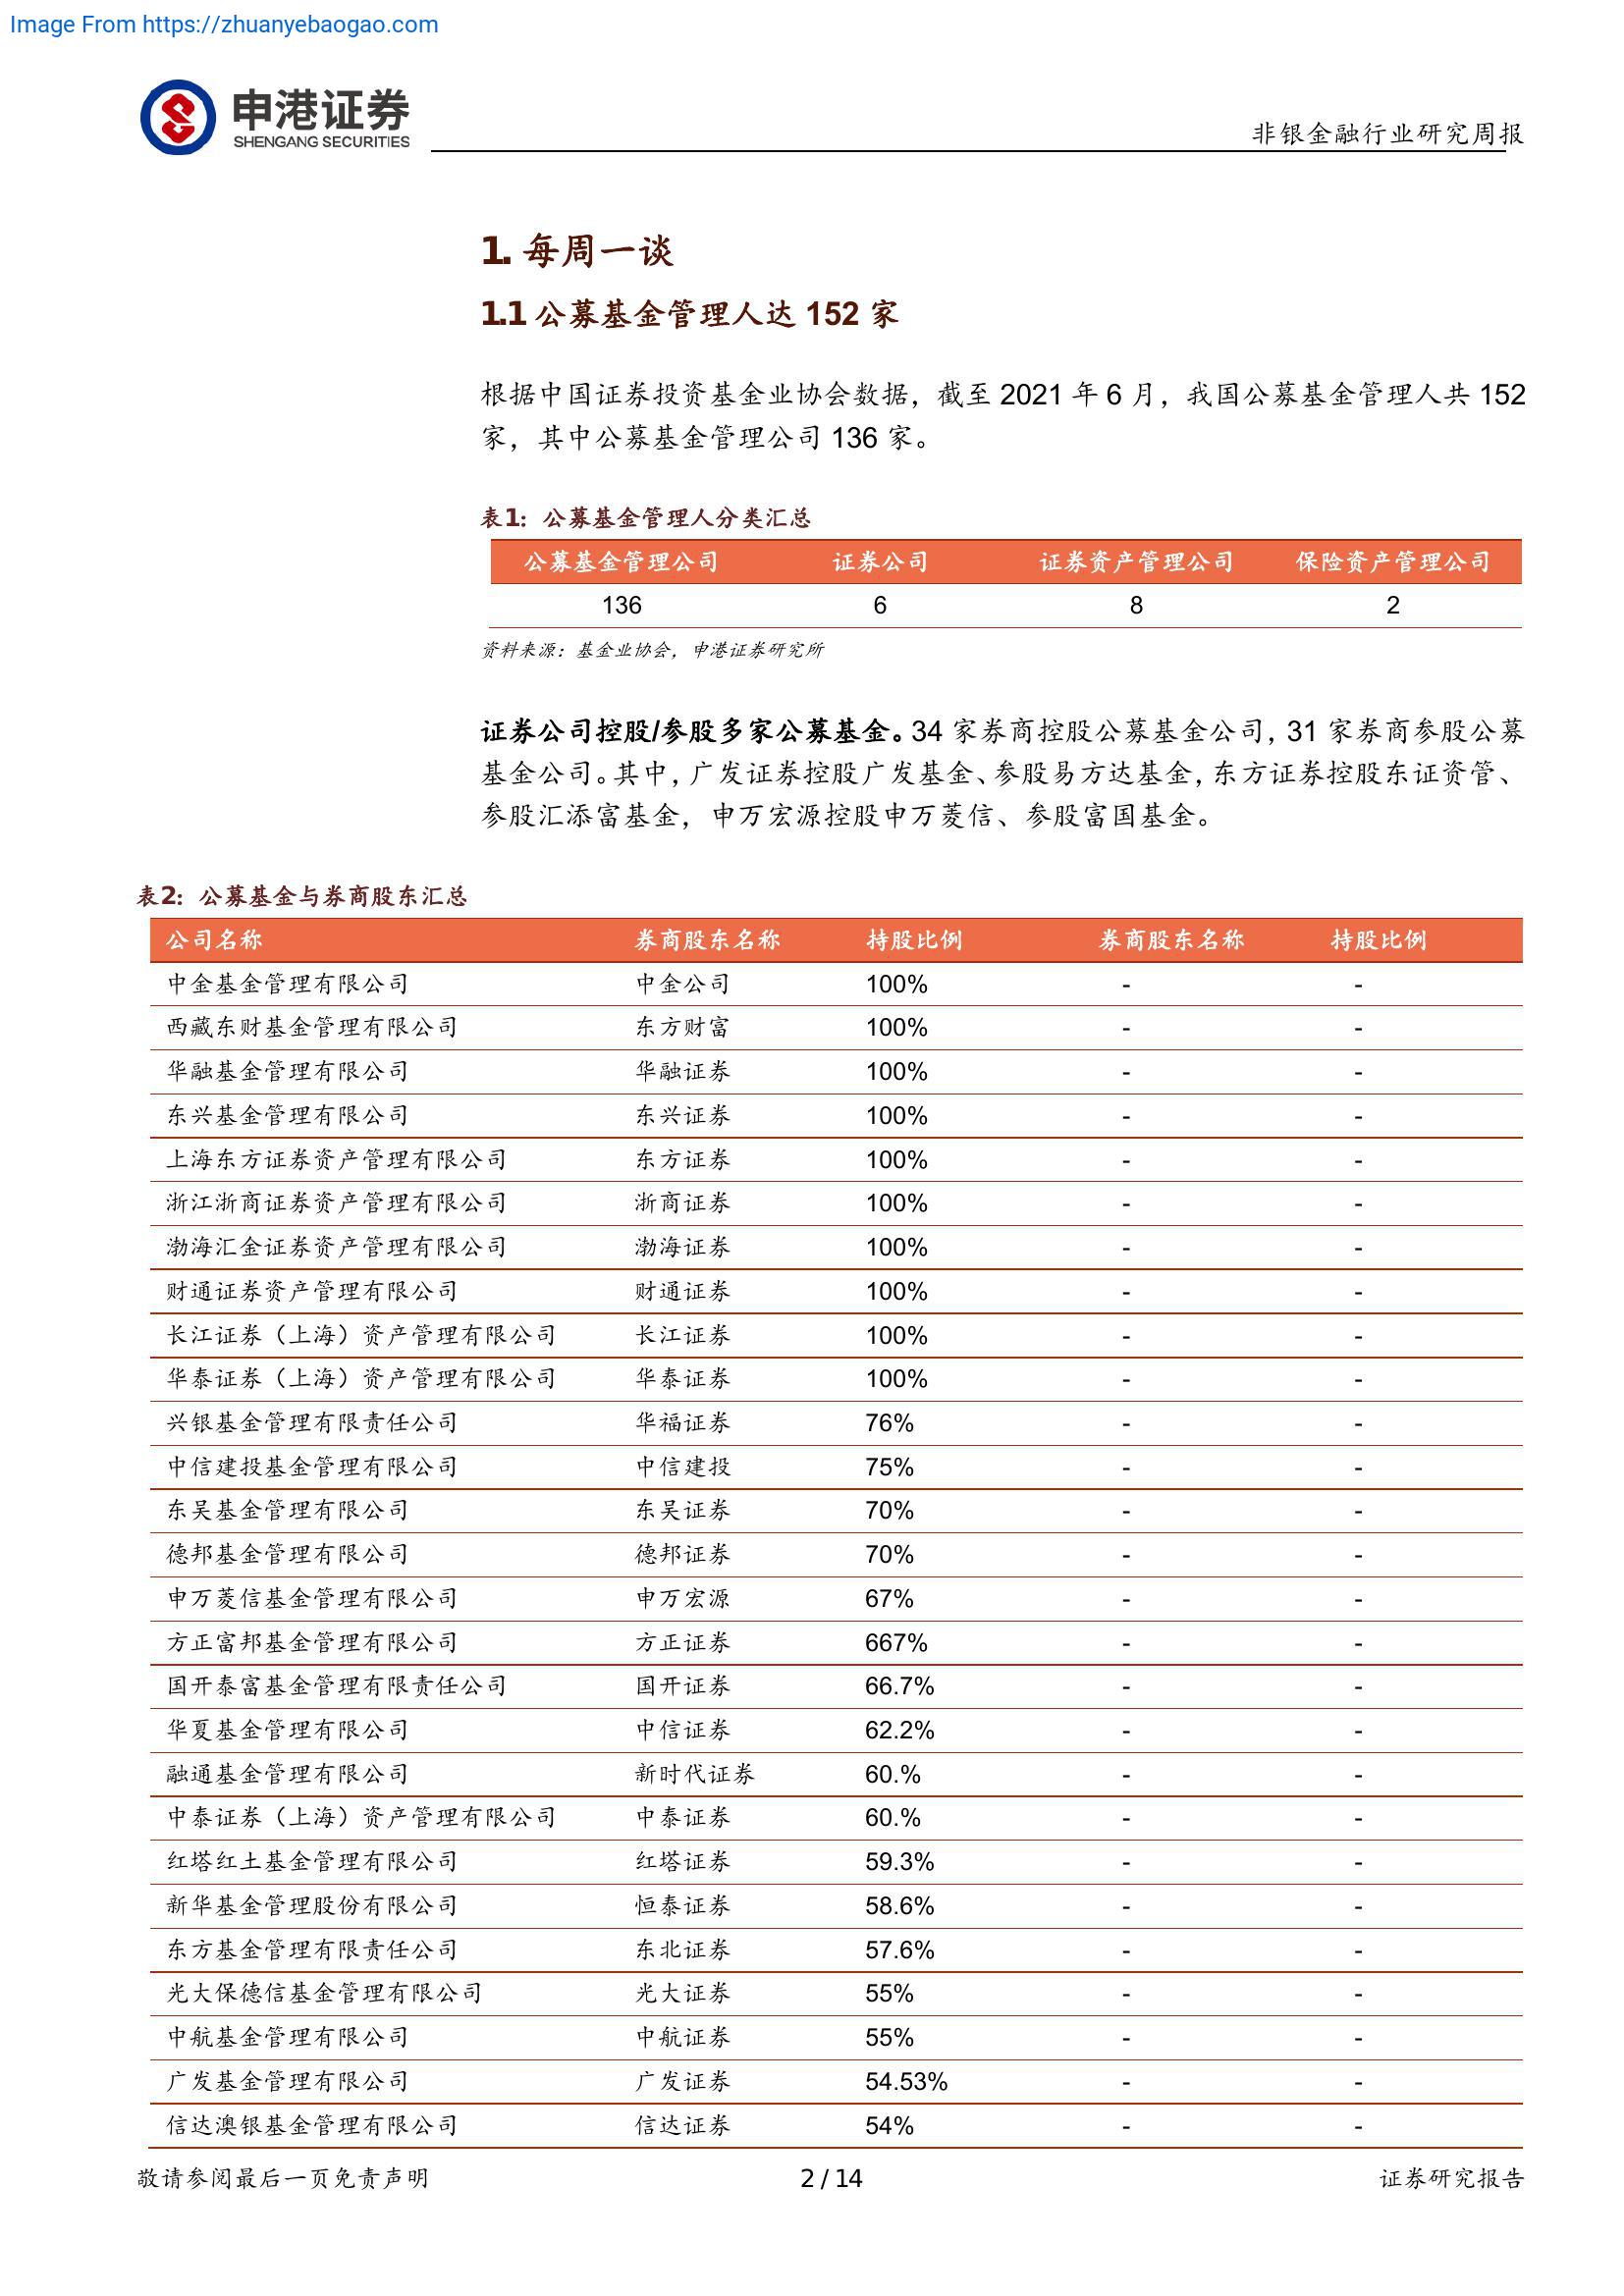 Image From https://zhuanyebaogao.com
申港证券
SHENGANG SECURITIES
非银金融行业研究周报
1. 每周一谈
1.1 公募基金管理人达 152 家
根据中国证券投资基金业协会数据，截至 2021 年 6 月，我国公募基金管理人共 152
家，其中公募基金管理公司 136 家。
表1：公募基金管理人分类汇总
公募基金管理公司 证券公司 证券资产管理公司 保险资产管理公司
136 6 8 2
资料来源：基金业协会，申港证券研究所
证券公司控股/参股多家公募基金。34 家券商控股公募基金公司，31 家券商参股公募
基金公司。其中，广发证券控股广发基金、参股易方达基金，东方证券控股东证资管、
参股汇添富基金，申万宏源控股申万菱信、参股富国基金。
表2：公募基金与券商股东汇总
公司名称 券商股东名称 持股比例 券商股东名称 持股比例
中金基金管理有限公司 中金公司 100% - -
西藏东财基金管理有限公司 东方财富 100% - -
华融基金管理有限公司 华融证券 100% - -
东兴基金管理有限公司 东兴证券 100% - -
上海东方证券资产管理有限公司 东方证券 100% - -
浙江浙商证券资产管理有限公司 浙商证券 100% - -
渤海汇金证券资产管理有限公司 渤海证券 100% - -
财通证券资产管理有限公司 财通证券 100% - -
长江证券（上海）资产管理有限公司 长江证券 100% - -
华泰证券（上海）资产管理有限公司 华泰证券 100% - -
兴银基金管理有限责任公司 华福证券 76% - -
中信建投基金管理有限公司 中信建投 75% - -
东吴基金管理有限公司 东吴证券 70% - -
德邦基金管理有限公司 德邦证券 70% - -
申万菱信基金管理有限公司 申万宏源 67% - -
方正富邦基金管理有限公司 方正证券 667% - -
国开泰富基金管理有限责任公司 国开证券 66.7% - -
华夏基金管理有限公司 中信证券 62.2% - -
融通基金管理有限公司 新时代证券 60.% - -
中泰证券（上海）资产管理有限公司 中泰证券 60.% - -
红塔红土基金管理有限公司 红塔证券 59.3% - -
新华基金管理股份有限公司 恒泰证券 58.6% - -
东方基金管理有限责任公司 东北证券 57.6% - -
光大保德信基金管理有限公司 光大证券 55% - -
中航基金管理有限公司 中航证券 55% - -
广发基金管理有限公司 广发证券 54.53% - -
信达澳银基金管理有限公司 信达证券 54% - -
敬请参阅最后一页免责声明 2 / 14 证券研究报告